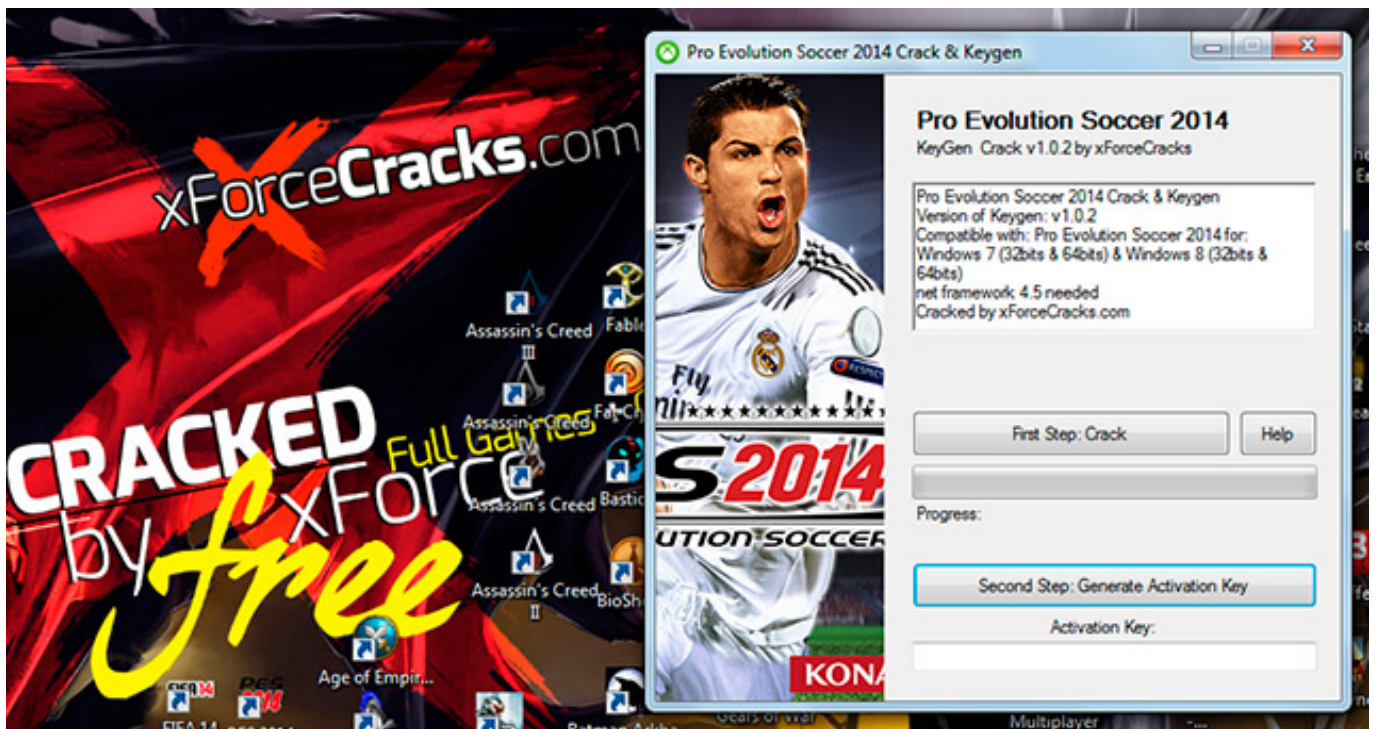 xForceCracks.com
CRACKED
Full Games
by xForce
free
Assassin's Creed
III
Fable
Assassin's Creed
IV
Assassin's Creed
Bastio
Assassin's Creed
II
BioSh
Age of Empir...
FIFA 14
PES
2014
Gears of War
Multiplayer
-...
Pro Evolution Soccer 2014 Crack & Keygen
Pro Evolution Soccer 2014
KeyGen Crack v1.0.2 by xForceCracks
Pro Evolution Soccer 2014 Crack & Keygen
Version of Keygen: v1.0.2
Compatible with: Pro Evolution Soccer 2014 for:
Windows 7 (32bits & 64bits) & Windows 8 (32bits &
64bits)
net framework 4.5 needed
Cracked by xForceCracks.com
First Step: Crack
Help
Progress:
Second Step: Generate Activation Key
Activation Key:
Fly
RESPECT
S 2014
UTION SOCCER
KONA